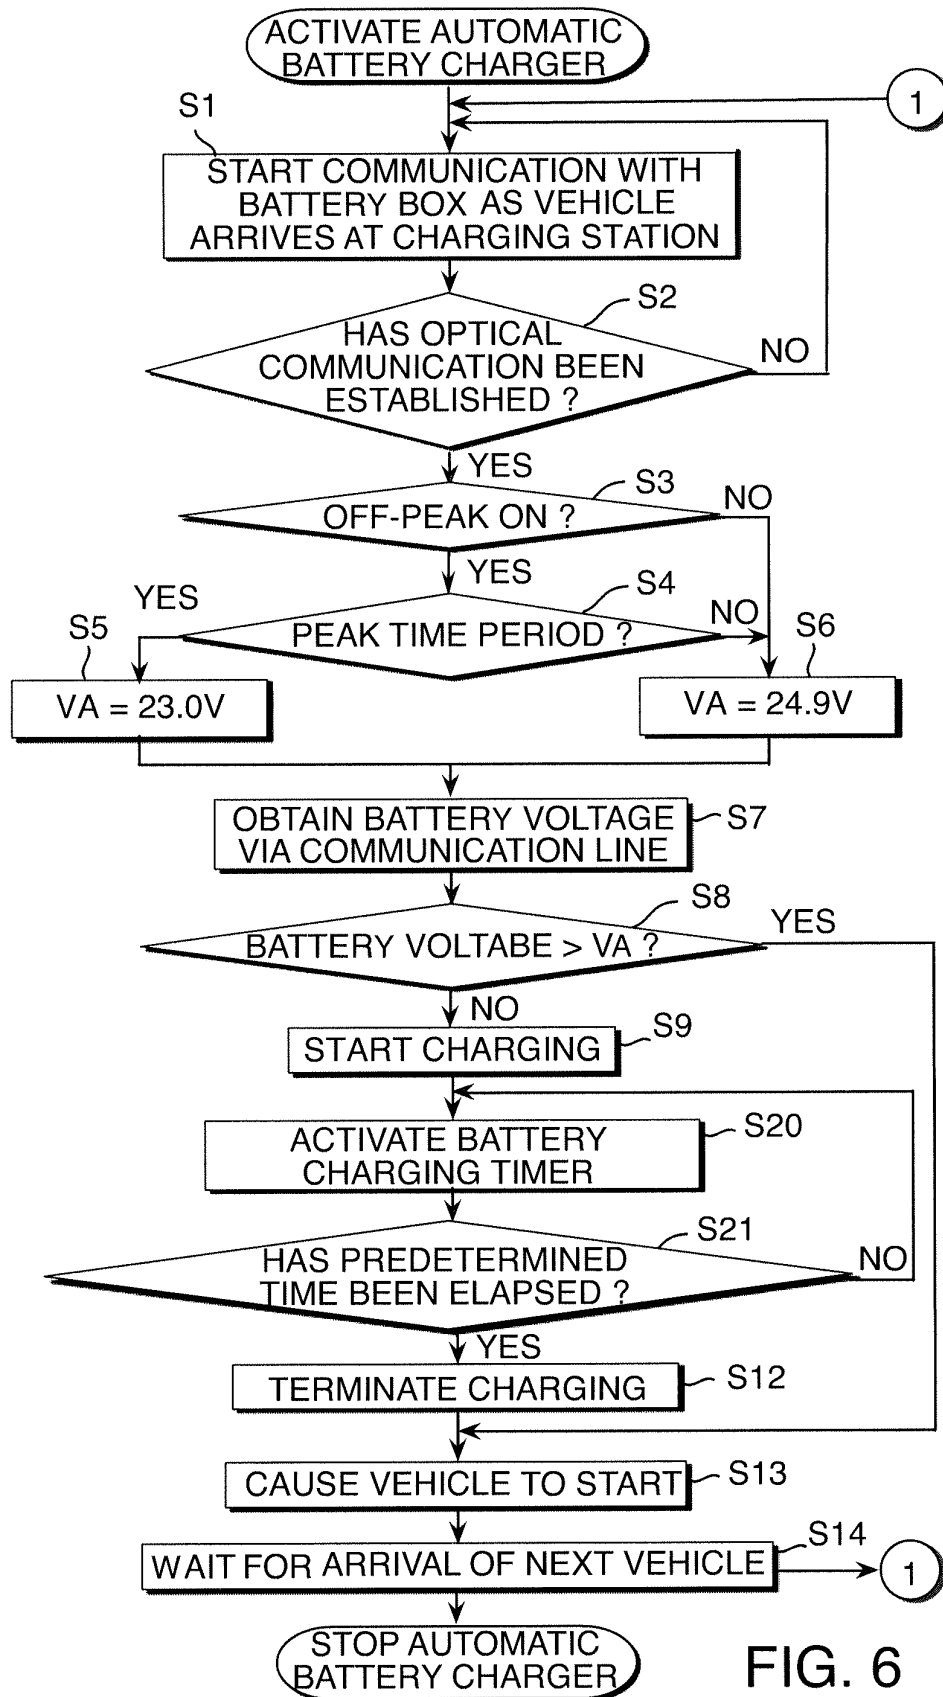 ACTIVATE AUTOMATIC
BATTERY CHARGER
1
S1
START COMMUNICATION WITH
BATTERY BOX AS VEHICLE
ARRIVES AT CHARGING STATION
S2
HAS OPTICAL
COMMUNICATION BEEN
ESTABLISHED ?
NO
YES
S3
OFF-PEAK ON ?
NO
YES
S4
YES
PEAK TIME PERIOD ?
NO
S5
VA = 23.0V
S6
VA = 24.9V
OBTAIN BATTERY VOLTAGE
VIA COMMUNICATION LINE
S7
S8
BATTERY VOLTABE > VA ?
YES
NO
START CHARGING
S9
ACTIVATE BATTERY
CHARGING TIMER
S20
S21
HAS PREDETERMINED
TIME BEEN ELAPSED ?
NO
YES
TERMINATE CHARGING
S12
CAUSE VEHICLE TO START
S13
S14
WAIT FOR ARRIVAL OF NEXT VEHICLE
1
STOP AUTOMATIC
BATTERY CHARGER
FIG. 6